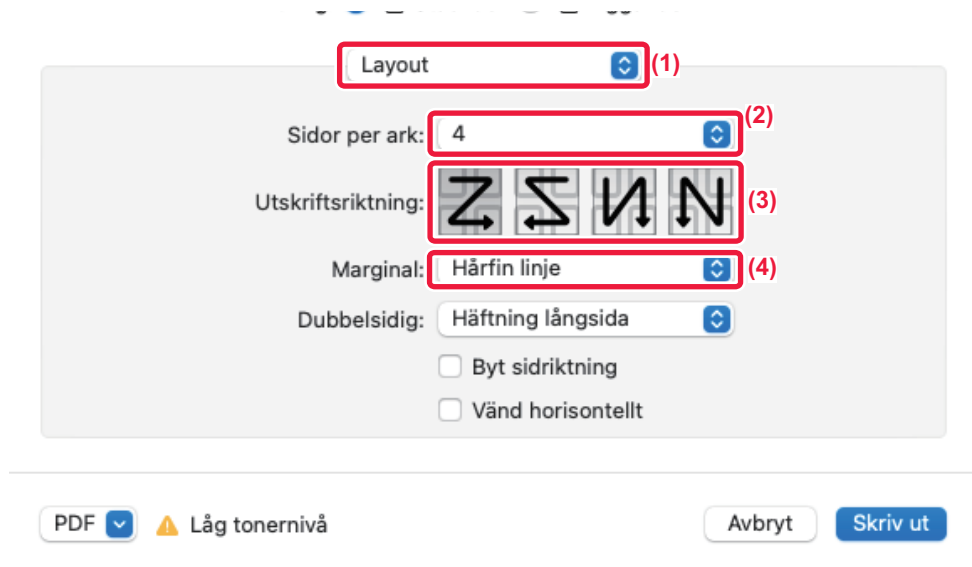 Layout (1)
Sidor per ark: 4 (2)
Utskriftsriktning: (3)
Marginal: Hårfin linje (4)
Dubbelsidig: Häftning långsida
Byt sidriktning
Vänd horisontellt
PDF Låg tonernivå Avbryt Skriv ut